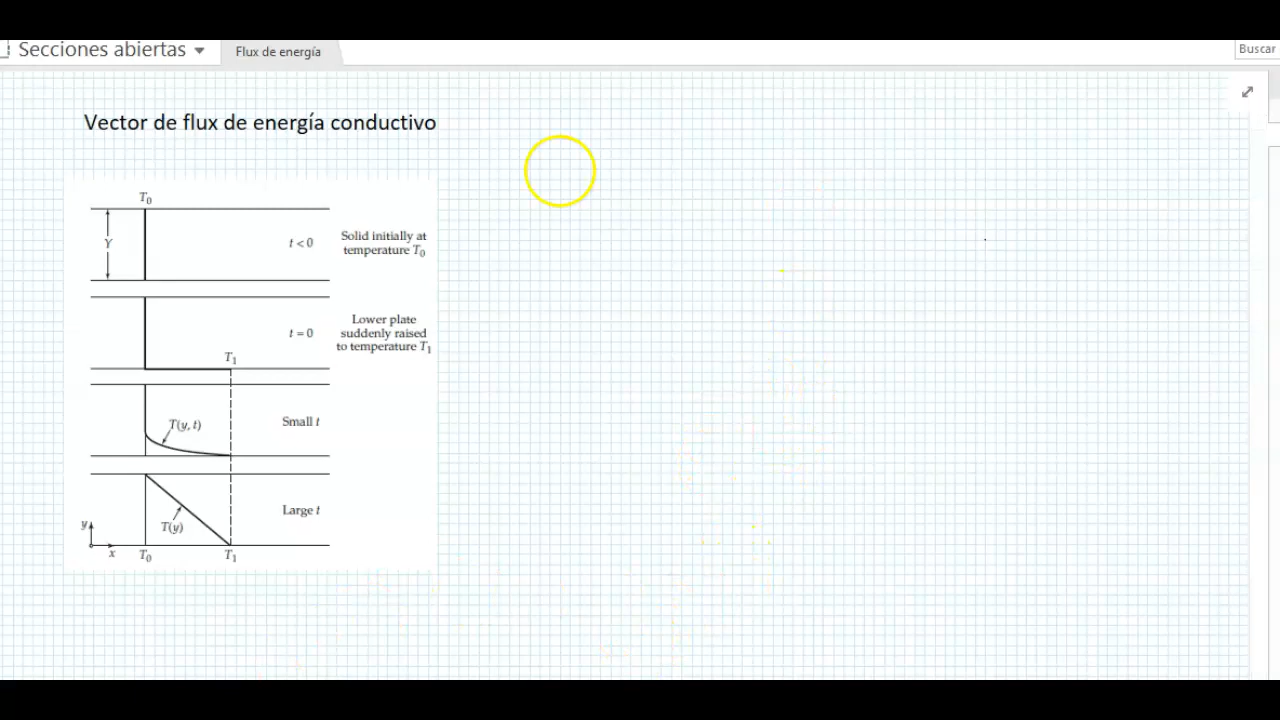 Secciones abiertas
Flux de energía
Buscar
Vector de flux de energía conductivo
T0
Y
t < 0
Solid initially at
temperature T0
t = 0
Lower plate
suddenly raised
to temperature T1
T1
T(y, t)
Small t
Large t
T(y)
y
x
T0
T1